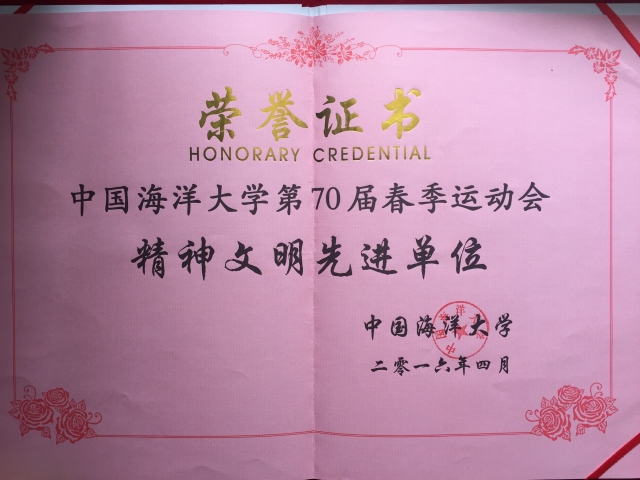 荣誉证书
HONORARY CREDENTIAL
中国海洋大学第70届春季运动会
精神文明先进单位
中国海洋大学
二零一六年四月